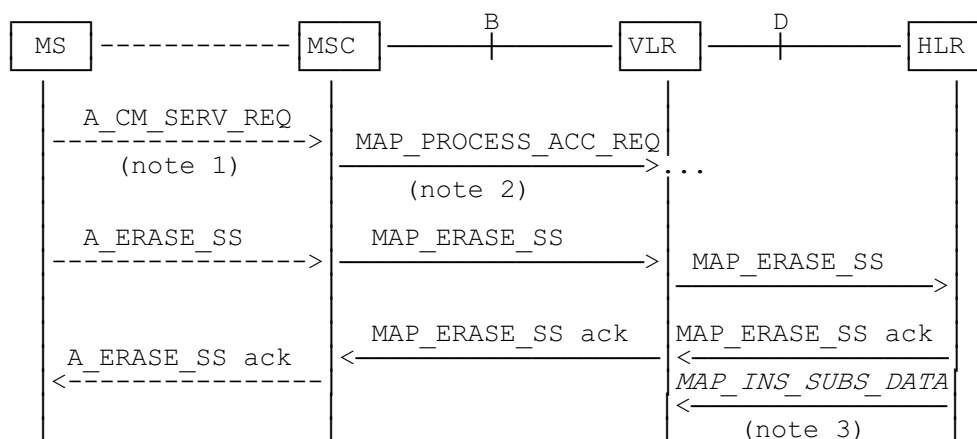 B D
MS MSC VLR HLR
A_CM_SERV_REQ
MAP_PROCESS_ACC_REQ
(note 1) ...
(note 2)
A_ERASE_SS MAP_ERASE_SS
MAP_ERASE_SS
MAP_ERASE_SS ack MAP_ERASE_SS ack
A_ERASE_SS ack
MAP_INS_SUBS_DATA
(note 3)